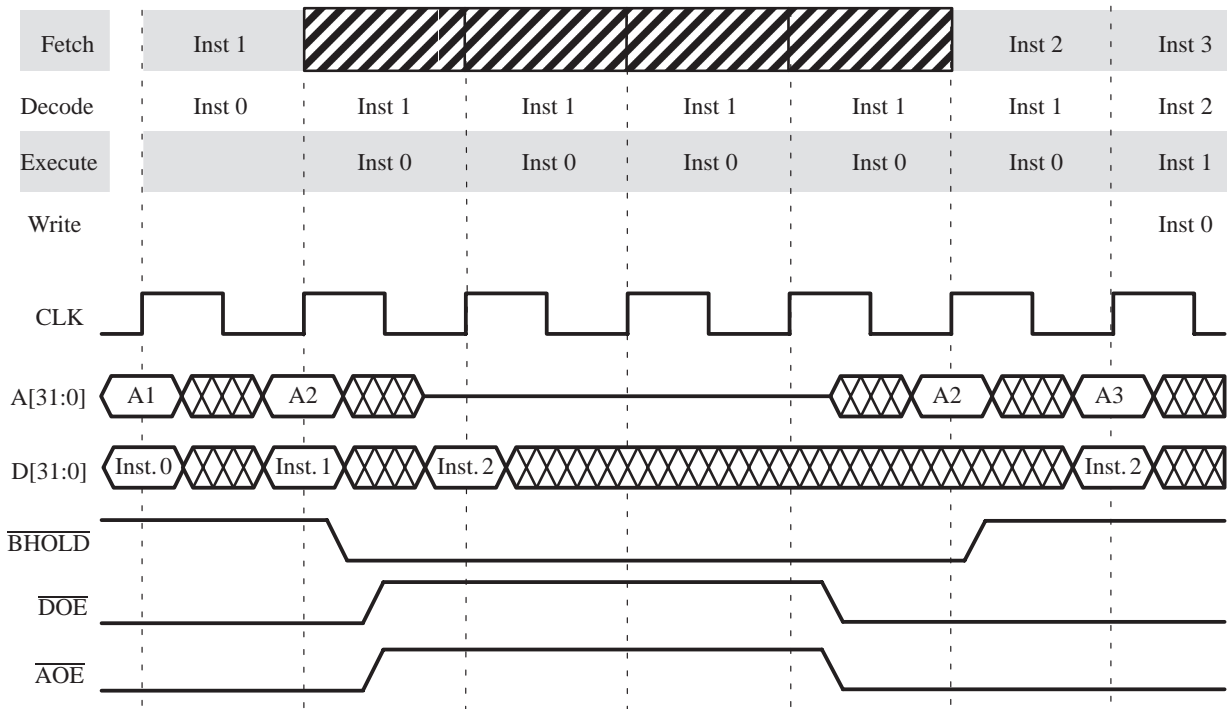 Fetch Inst 1 Inst 2 Inst 3
Decode Inst 0 Inst 1 Inst 1 Inst 1 Inst 1 Inst 1 Inst 2
Execute Inst 0 Inst 0 Inst 0 Inst 0 Inst 0 Inst 1
Write Inst 0
CLK
A[31:0] A1 A2 A2 A3
D[31:0] Inst. 0 Inst. 1 Inst. 2 Inst. 2
BHOLD
DOE
AOE